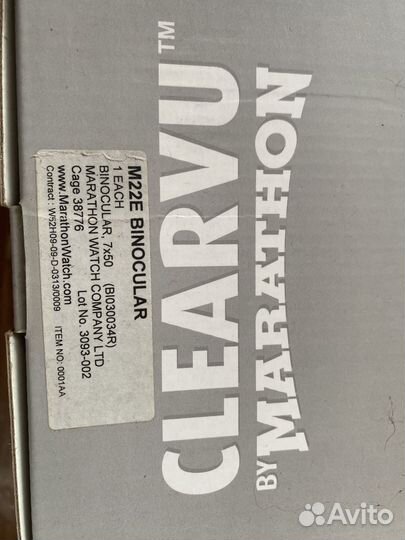 M22E BINOCULAR
1 EACH
BINOCULAR, 7x50 (BI030034R)
MARATHON WATCH COMPANY LTD
Cage 38776 Lot No. 3093-002
www.MarathonWatch.com
Contract: W52H09-09-D-0313/0009 ITEM NO: 0001AA
CLEARVU™
BY MARATHON
Avito